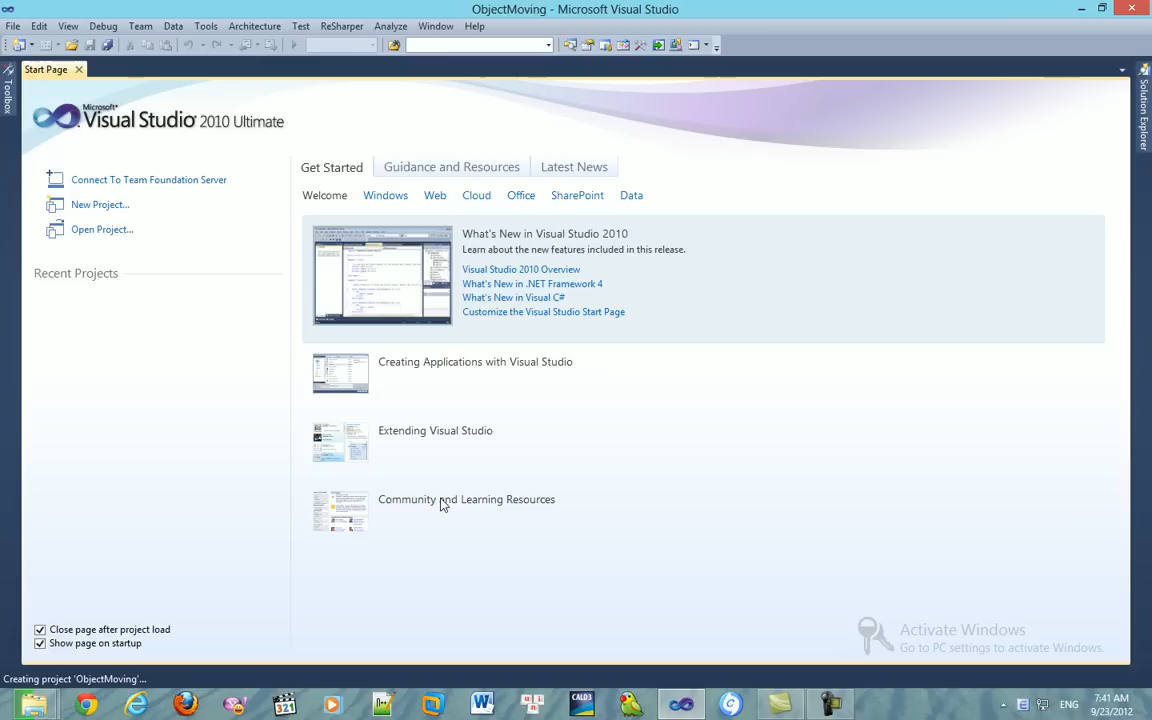 ObjectMoving - Microsoft Visual Studio
File Edit View Debug Team Data Tools Architecture Test ReSharper Analyze Window Help
Start Page
Toolbox
Solution Explorer
Microsoft®
Visual Studio® 2010 Ultimate
Connect To Team Foundation Server
New Project...
Open Project...
Recent Projects
Get Started Guidance and Resources Latest News
Welcome Windows Web Cloud Office SharePoint Data
What's New in Visual Studio 2010
Learn about the new features included in this release.
Visual Studio 2010 Overview
What's New in .NET Framework 4
What's New in Visual C#
Customize the Visual Studio Start Page
Creating Applications with Visual Studio
Extending Visual Studio
Community and Learning Resources
Close page after project load
Show page on startup
Activate Windows
Go to PC settings to activate Windows.
Creating project 'ObjectMoving'...
321
CALD3
ENG
7:41 AM
9/23/2012